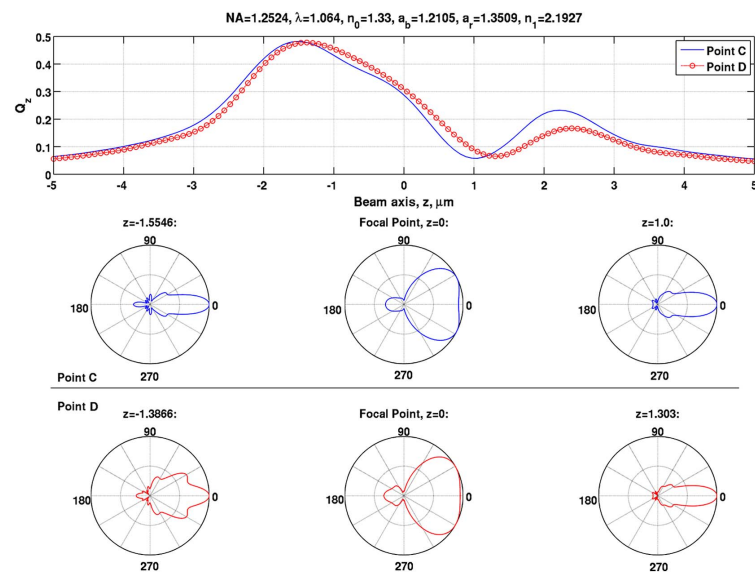 NA=1.2524, λ=1.064, n₀=1.33, a_b=1.2105, a_r=1.3509, n₁=2.1927
0.5
0.4
0.3
0.2
0.1
0
Q_z
Point C
Point D
-5 -4 -3 -2 -1 0 1 2 3 4 5
Beam axis, z, μm
z=-1.5546: Focal Point, z=0: z=1.0:
90 90 90
180 0 180 0 180 0
270 270 270
Point C
Point D
z=-1.3866: Focal Point, z=0: z=1.303:
90 90 90
180 0 180 0 180 0
270 270 270